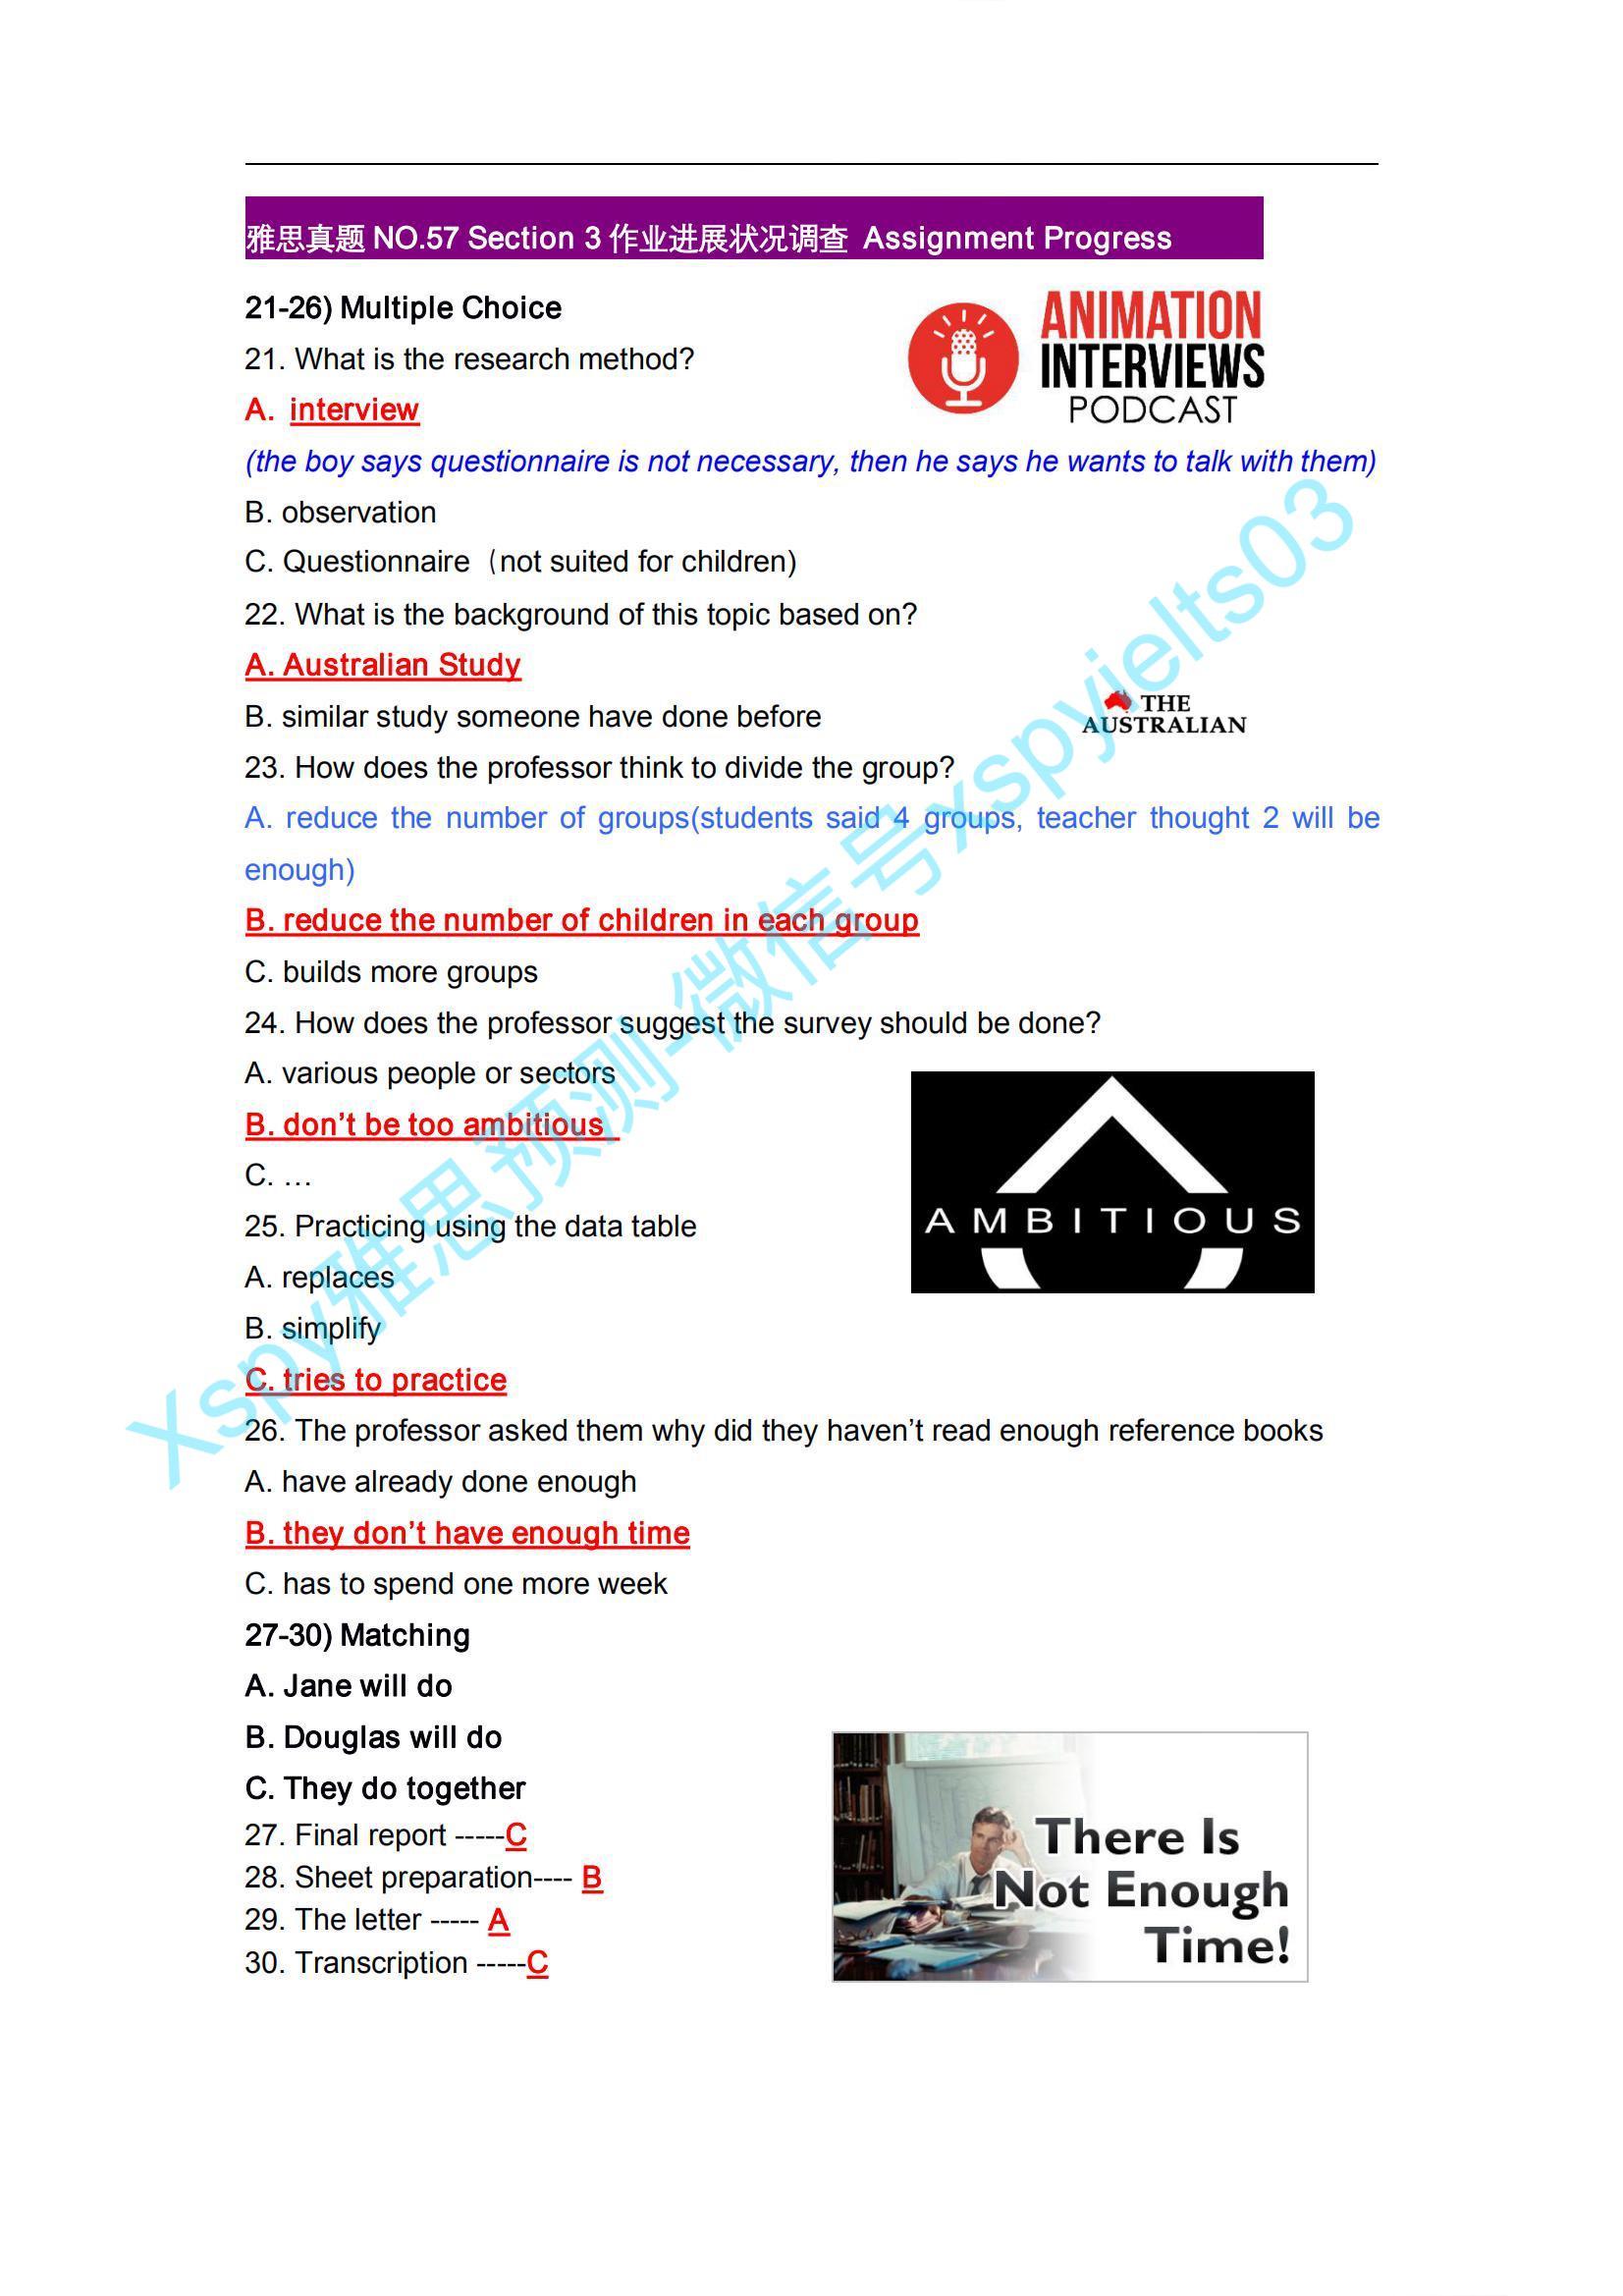 雅思真题 NO.57 Section 3 作业进展状况调查 Assignment Progress
21-26) Multiple Choice
ANIMATION
INTERVIEWS
PODCAST
21. What is the research method?
A. interview
(the boy says questionnaire is not necessary, then he says he wants to talk with them)
B. observation
C. Questionnaire（not suited for children)
22. What is the background of this topic based on?
A. Australian Study
B. similar study someone have done before
THE
AUSTRALIAN
23. How does the professor think to divide the group?
A. reduce the number of groups(students said 4 groups, teacher thought 2 will be
enough)
B. reduce the number of children in each group
C. builds more groups
24. How does the professor suggest the survey should be done?
A. various people or sectors
B. don’t be too ambitious
C. …
AMBITIOUS
25. Practicing using the data table
A. replaces
B. simplify
C. tries to practice
26. The professor asked them why did they haven’t read enough reference books
A. have already done enough
B. they don’t have enough time
C. has to spend one more week
27-30) Matching
A. Jane will do
B. Douglas will do
C. They do together
27. Final report -----C
28. Sheet preparation---- B
29. The letter ----- A
30. Transcription -----C
There Is
Not Enough
Time!
Xspy雅思预测-微信号xspyielts03